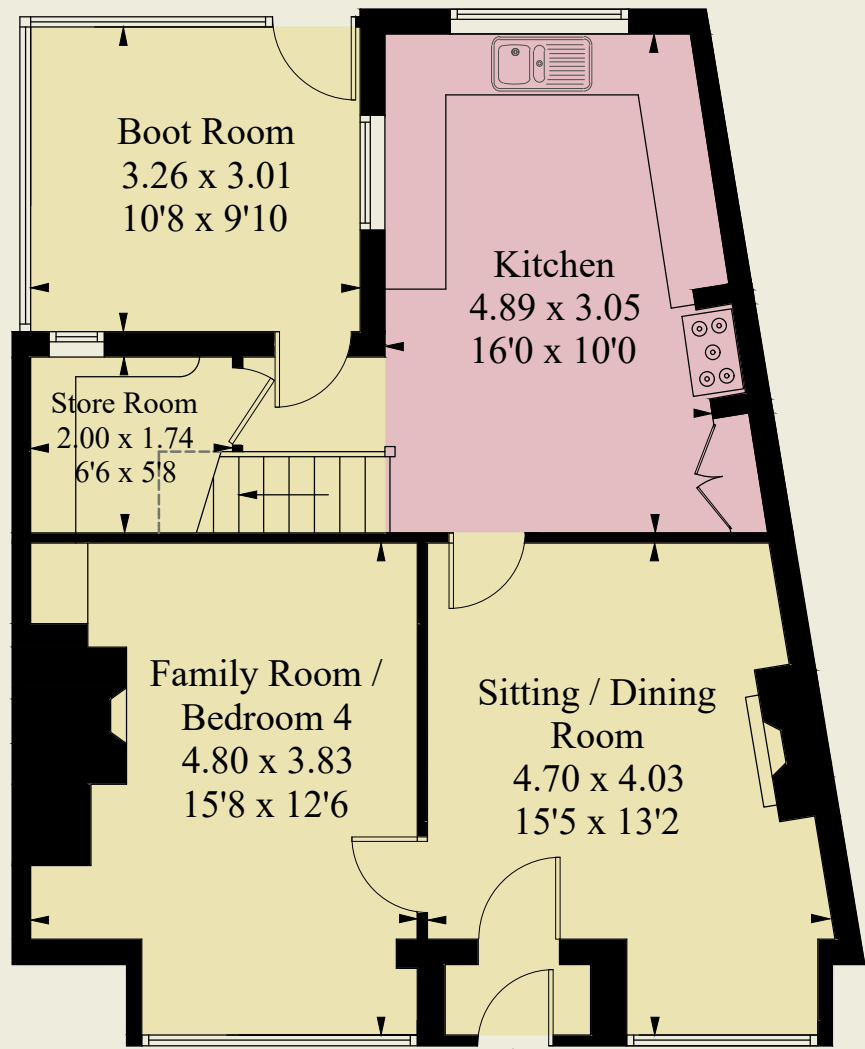 Boot Room
3.26 x 3.01
10'8 x 9'10
Kitchen
4.89 x 3.05
16'0 x 10'0
Store Room
2.00 x 1.74
6'6 x 5'8
Family Room /
Bedroom 4
4.80 x 3.83
15'8 x 12'6
Sitting / Dining
Room
4.70 x 4.03
15'5 x 13'2